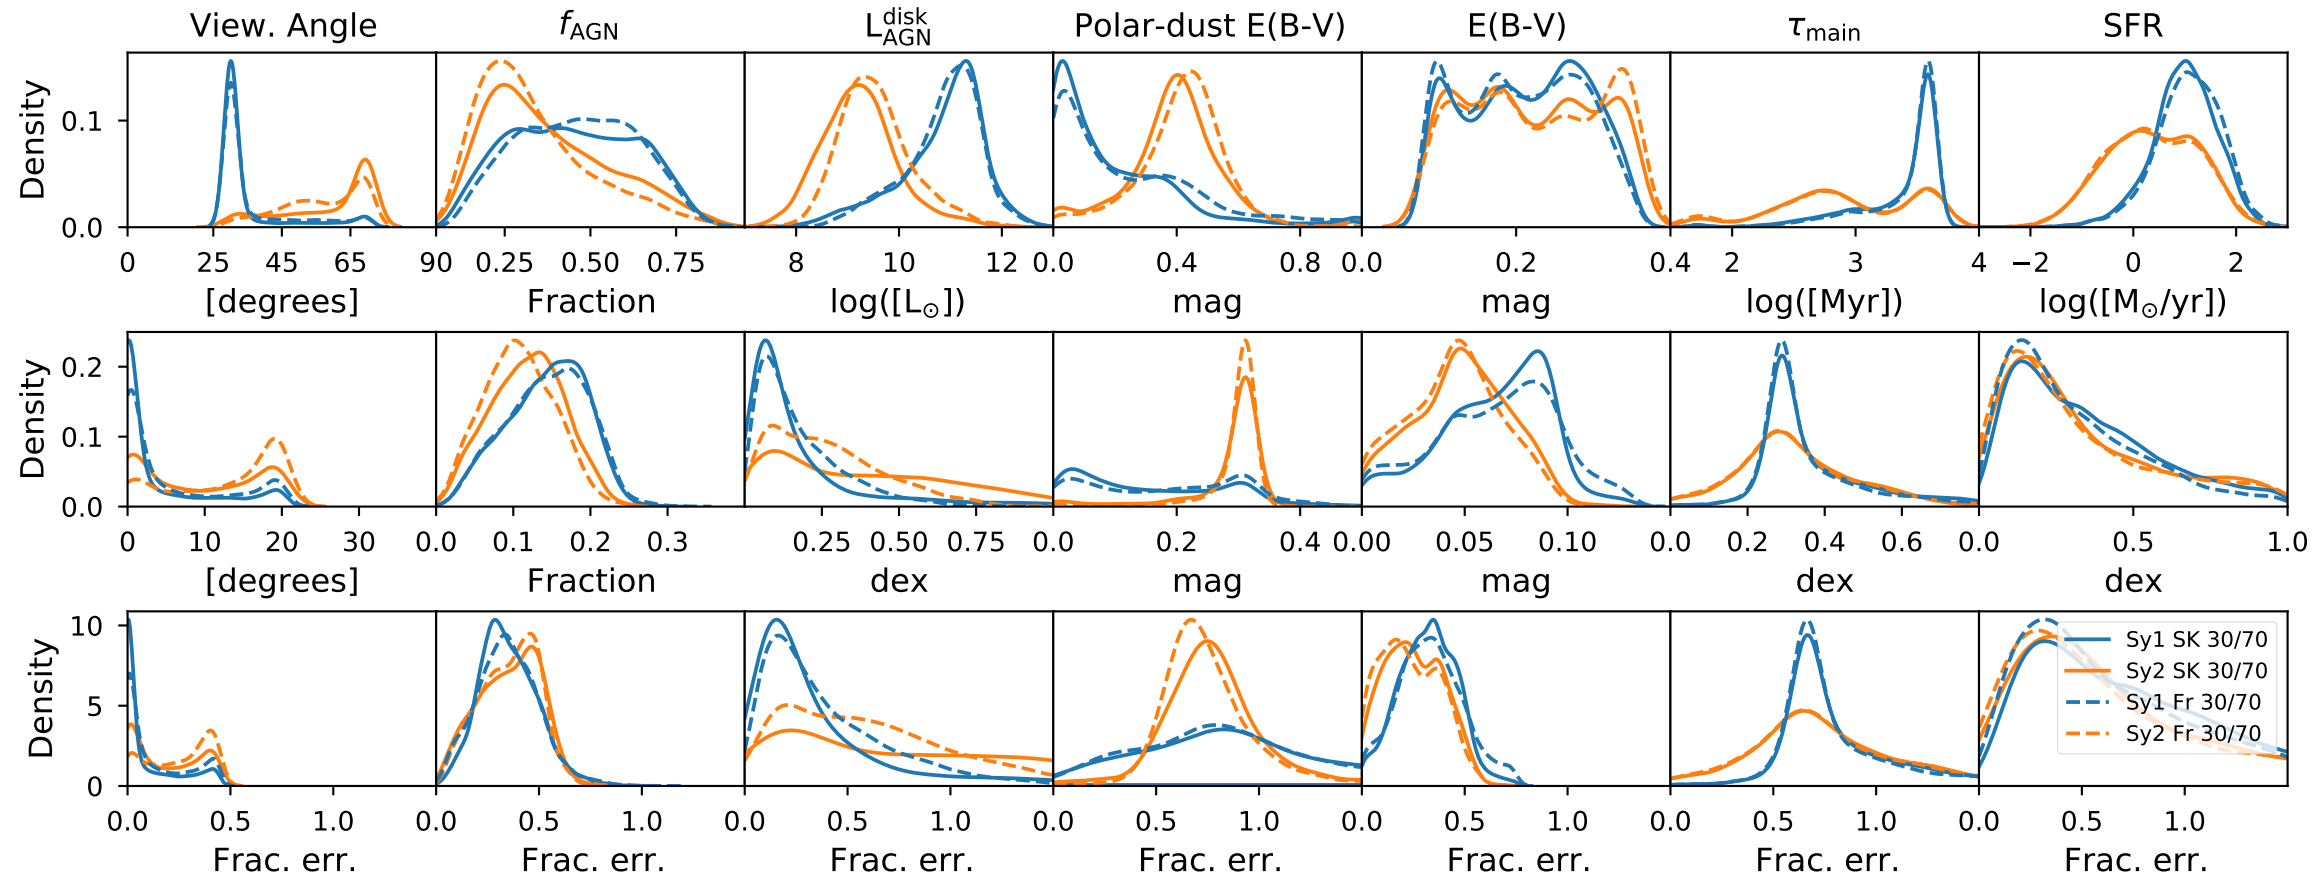 View. Angle f_AGN L_AGN^disk Polar-dust E(B-V) E(B-V) τ_main SFR
Density
0.1
0.0
0 25 45 65 90 0.25 0.50 0.75 8 10 12 0.0 0.4 0.8 0.0 0.2 0.4 2 3 4 −2 0 2
[degrees] Fraction log([L_⊙]) mag mag log([Myr]) log([M_⊙/yr])
Density
0.2
0.1
0.0
0 10 20 30 0.0 0.1 0.2 0.3 0.25 0.50 0.75 0.0 0.2 0.4 0.00 0.05 0.10 0.0 0.2 0.4 0.6 0.0 0.5 1.0
[degrees] Fraction dex mag mag dex dex
Density
10
5
0
Sy1 SK 30/70
Sy2 SK 30/70
Sy1 Fr 30/70
Sy2 Fr 30/70
0.0 0.5 1.0 0.0 0.5 1.0 0.0 0.5 1.0 0.0 0.5 1.0 0.0 0.5 1.0 0.0 0.5 1.0 0.0 0.5 1.0
Frac. err. Frac. err. Frac. err. Frac. err. Frac. err. Frac. err. Frac. err.